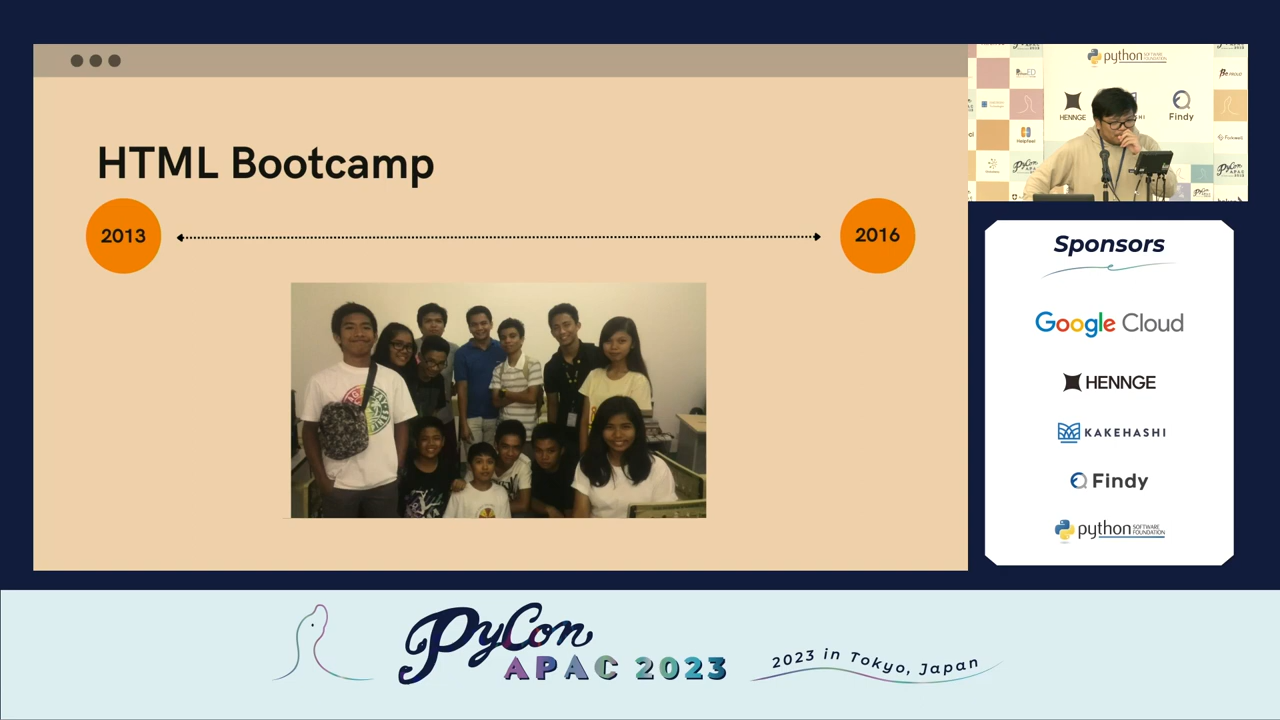 HTML Bootcamp
2013
2016
python
SOFTWARE
FOUNDATION
HENNGE
Findy
Sponsors
Google Cloud
HENNGE
KAKEHASHI
Findy
python
SOFTWARE
FOUNDATION
PyCon
APAC 2023
2023 in Tokyo, Japan